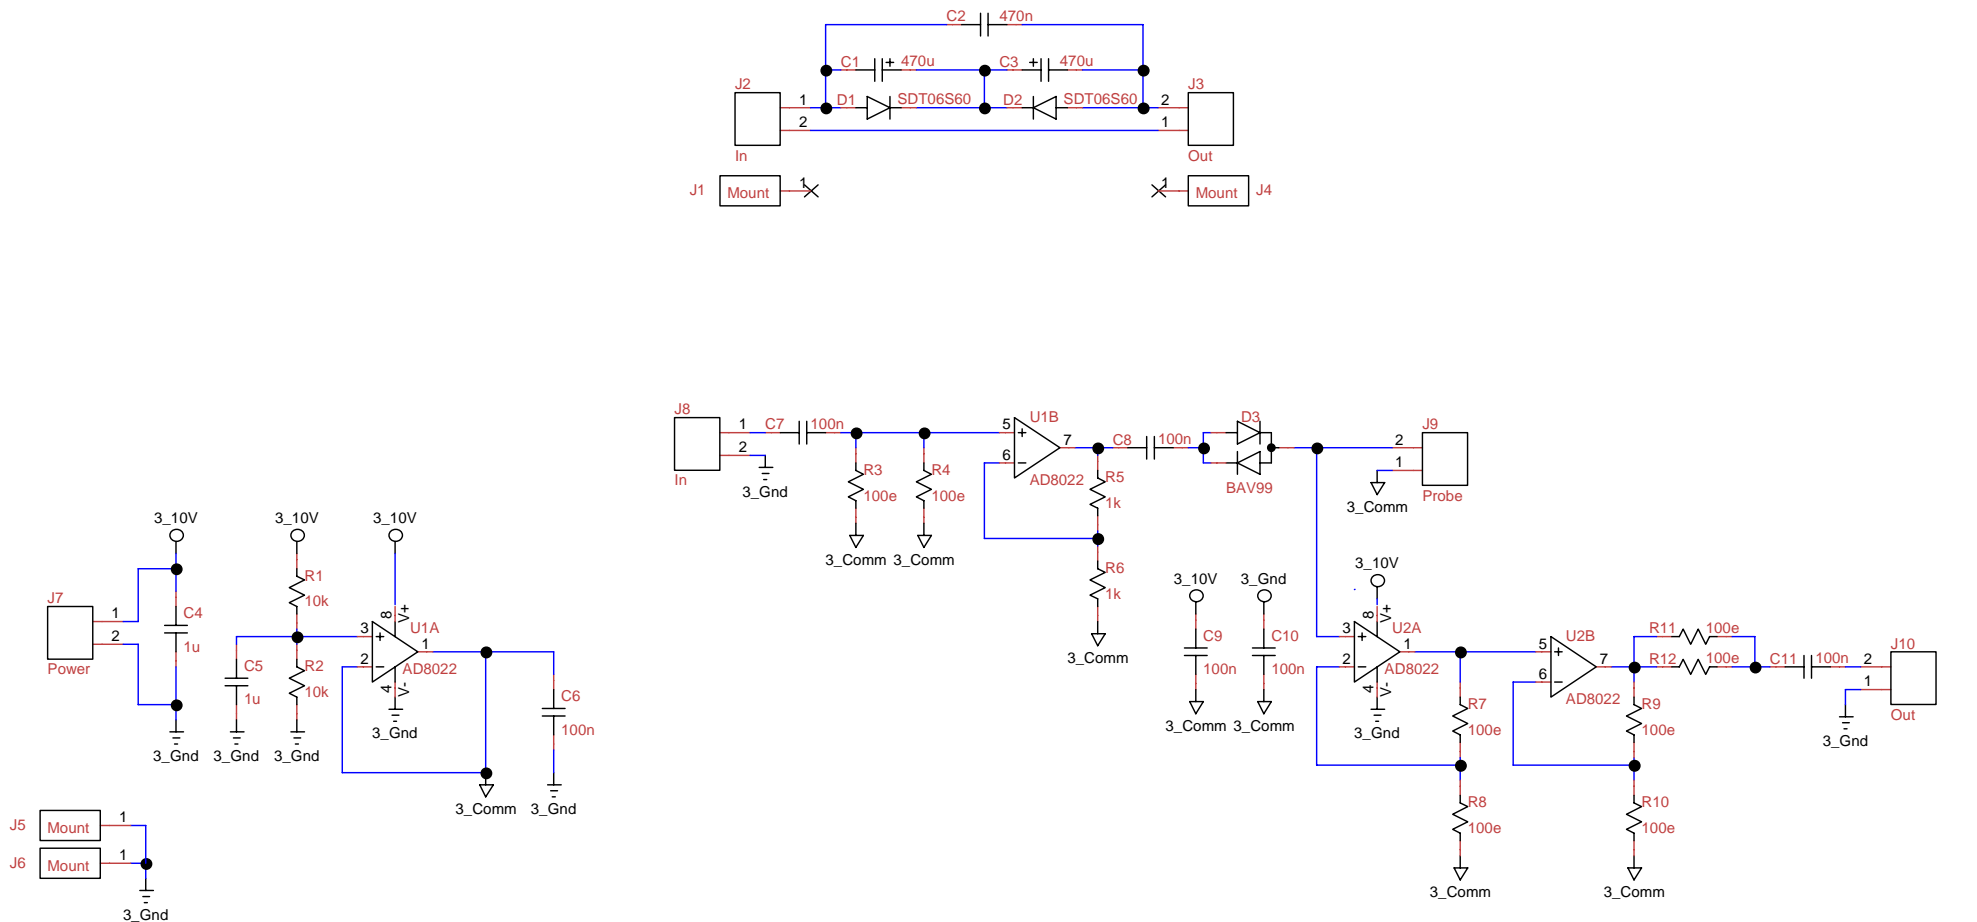 C2 470n
C1 + 470u C3 + 470u
J2 J3
1 D1 SDT06S60 D2 SDT06S60 2
2 1
In Out
J1 Mount 1 1 Mount J4
J8 U1B D3 J9
1 C7 100n 5 + 7 C8 100n 2
2 6 − 1
In 3_Gnd R3 100e R4 100e AD8022 R5 1k BAV99 3_Comm Probe
3_Comm 3_Comm
R6 1k
3_Comm
3_10V 3_10V 3_10V
J7 1 2 Power
C4 1u
R1 10k
C5 1u
R2 10k
3 + 8 V+ U1A 1
2 − 4 V- AD8022
3_Gnd 3_Gnd 3_Gnd 3_Gnd
C6 100n
3_Comm 3_Gnd
3_10V 3_Gnd 3_10V
C9 100n C10 100n
3_Comm 3_Comm
3 + 8 V+ U2A 1
2 − 4 V- AD8022
3_Gnd
R7 100e
R8 100e
3_Comm
5 + U2B 7
6 − AD8022
R11 100e
R12 100e
C11 100n
R9 100e
R10 100e
3_Comm
J10
2
1
Out
3_Gnd
J5 Mount 1
J6 Mount 1
3_Gnd